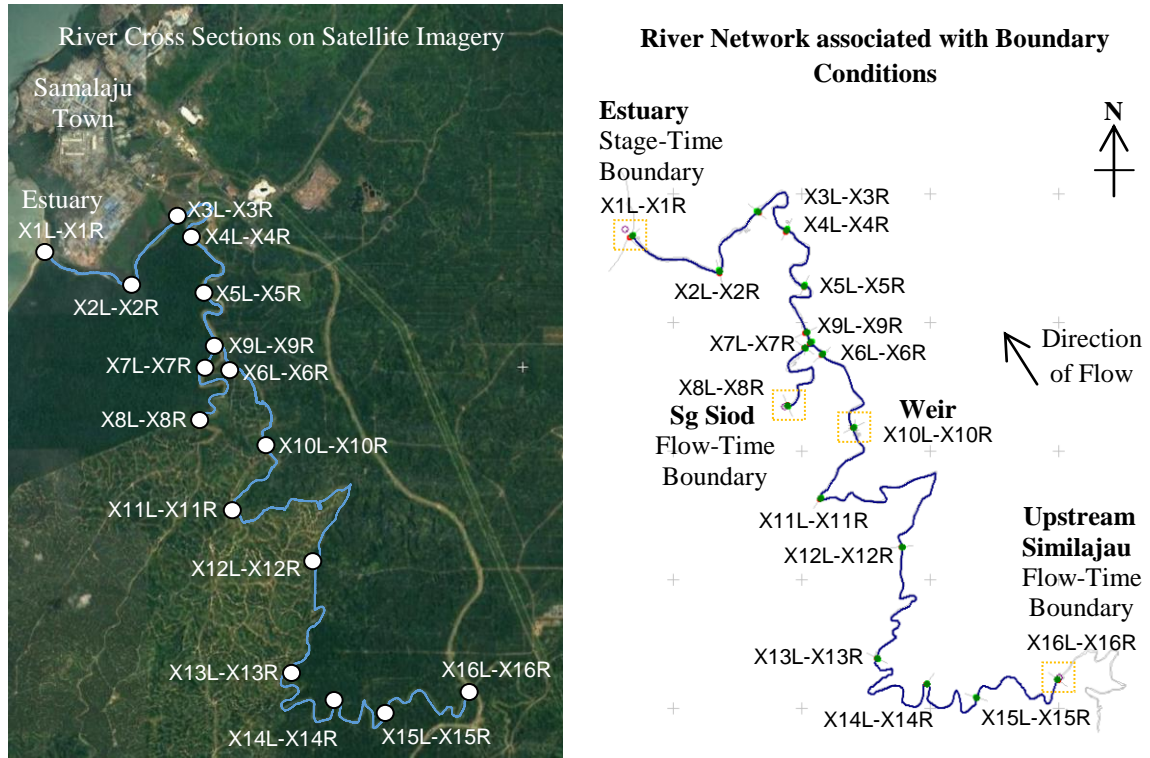 River Cross Sections on Satellite Imagery
Samalaju
Town
Estuary
X1L-X1R
X2L-X2R
X3L-X3R
X4L-X4R
X5L-X5R
X9L-X9R
X7L-X7R
X6L-X6R
X8L-X8R
X10L-X10R
X11L-X11R
X12L-X12R
X13L-X13R
X16L-X16R
X14L-X14R
X15L-X15R
River Network associated with Boundary
Conditions
Estuary
Stage-Time
Boundary
X1L-X1R
N
X3L-X3R
X4L-X4R
X2L-X2R
X5L-X5R
X9L-X9R
X7L-X7R
X6L-X6R
Direction
of Flow
X8L-X8R
Sg Siod
Flow-Time
Boundary
Weir
X10L-X10R
X11L-X11R
X12L-X12R
Upstream
Similajau
Flow-Time
Boundary
X16L-X16R
X13L-X13R
X14L-X14R
X15L-X15R